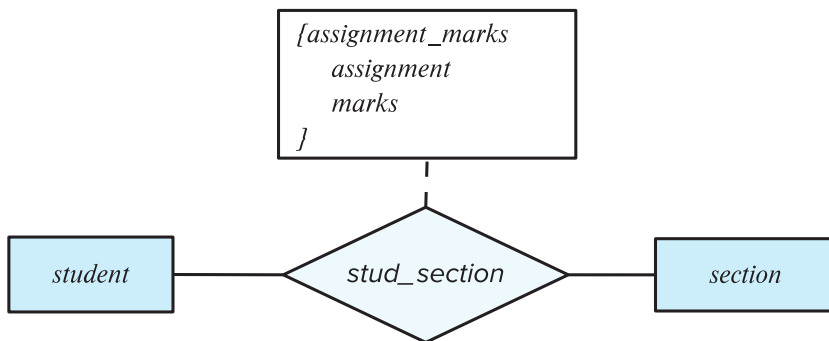 {assignment_marks
assignment
marks
}
student
stud_section
section